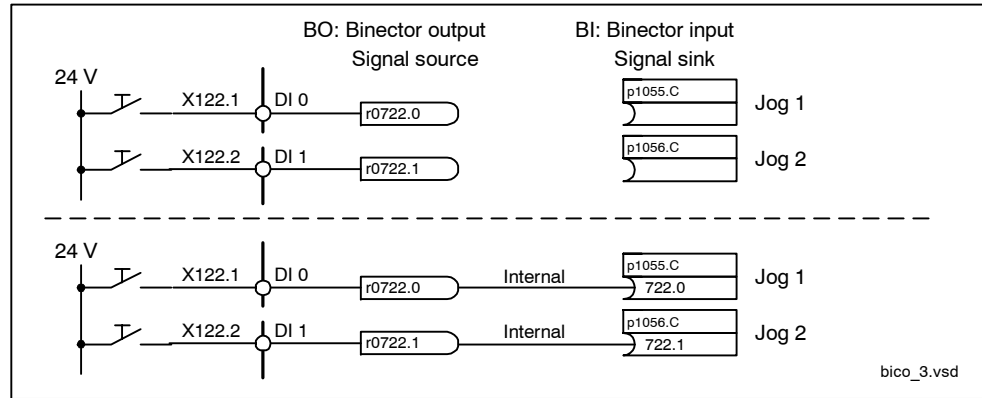 BO: Binector output BI: Binector input
Signal source Signal sink
24 V
X122.1 DI 0 r0722.0 p1055.C Jog 1
X122.2 DI 1 r0722.1 p1056.C Jog 2
24 V
X122.1 DI 0 r0722.0 Internal p1055.C 722.0 Jog 1
X122.2 DI 1 r0722.1 Internal p1056.C 722.1 Jog 2
bico_3.vsd